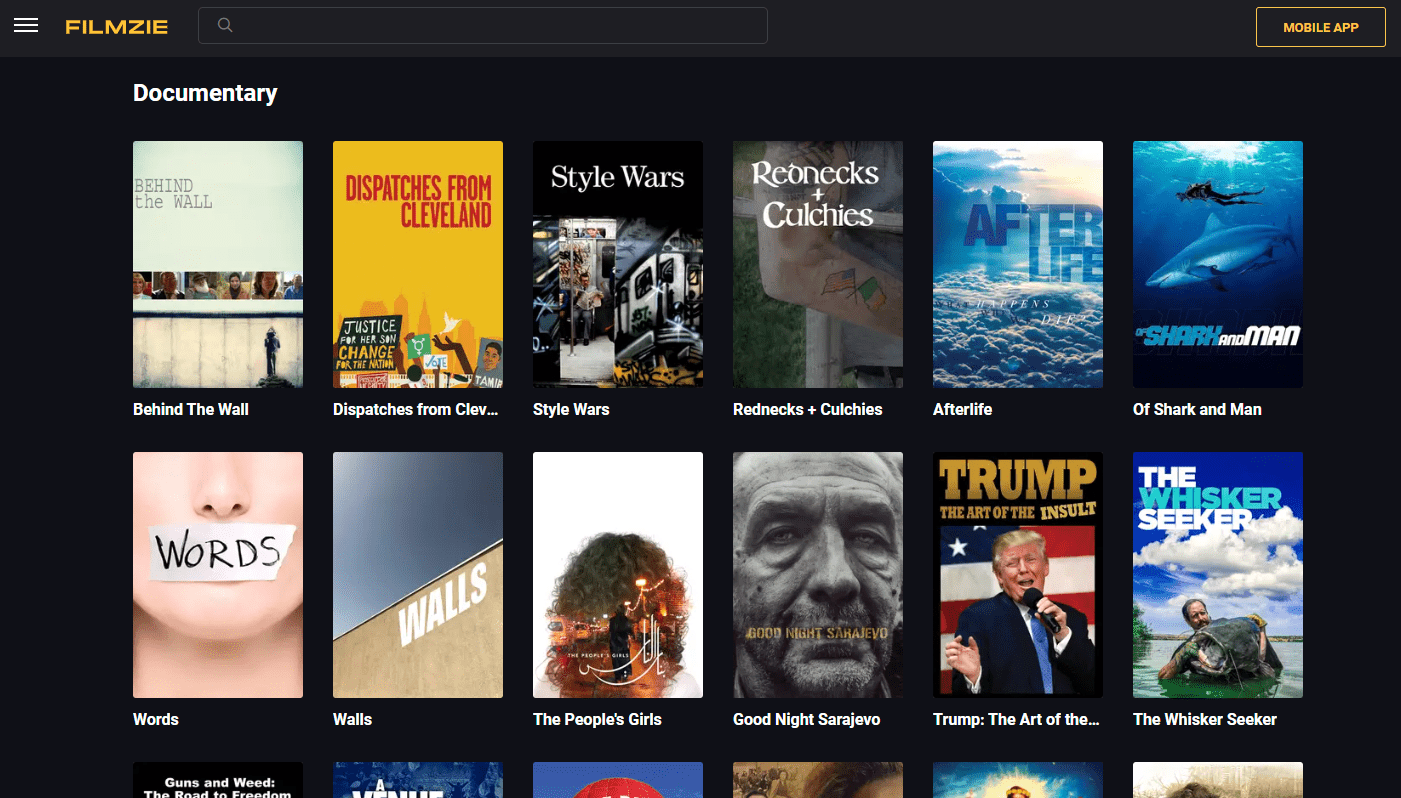 FILMZIE
MOBILE APP
Documentary
BEHIND
the WALL
DISPATCHES FROM
CLEVELAND
JUSTICE
FOR HER SON
CHANGE
FOR THE NATION
VOTE
TAMIR
Style Wars
Rednecks
+
Culchies
AFTER
LIFE
WHAT HAPPENS
WHEN WE DIE?
OF SHARK AND MAN
Behind The Wall
Dispatches from Clev...
Style Wars
Rednecks + Culchies
Afterlife
Of Shark and Man
WORDS
WALLS
THE PEOPLE'S GIRLS
بنات الناس
GOOD NIGHT SARAJEVO
TRUMP
THE ART OF THE INSULT
THE
WHISKER
SEEKER
Words
Walls
The People's Girls
Good Night Sarajevo
Trump: The Art of the...
The Whisker Seeker
Guns and Weed:
The Road to Freedom
A
VENUE